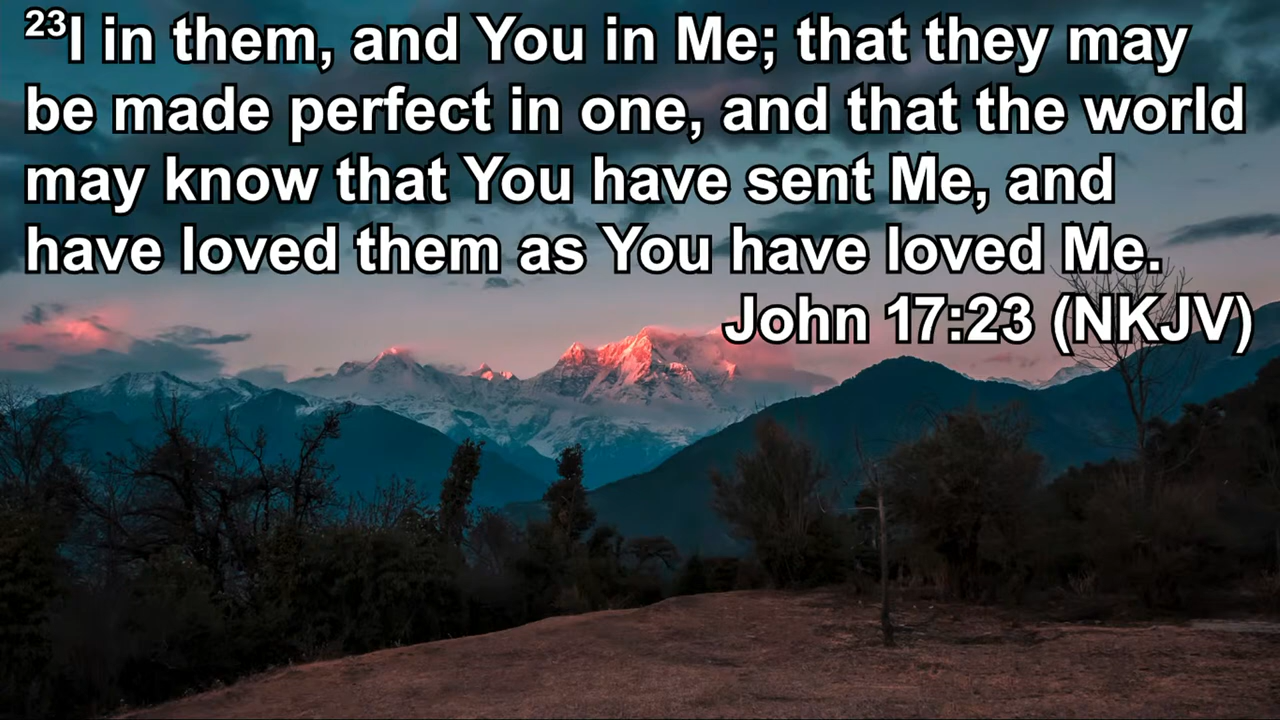 ²³I in them, and You in Me; that they may
be made perfect in one, and that the world
may know that You have sent Me, and
have loved them as You have loved Me.
John 17:23 (NKJV)